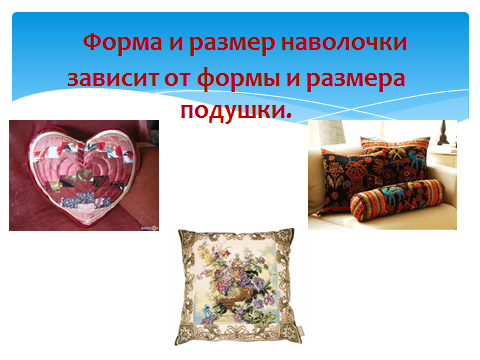 Форма и размер наволочки
зависит от формы и размера
подушки.